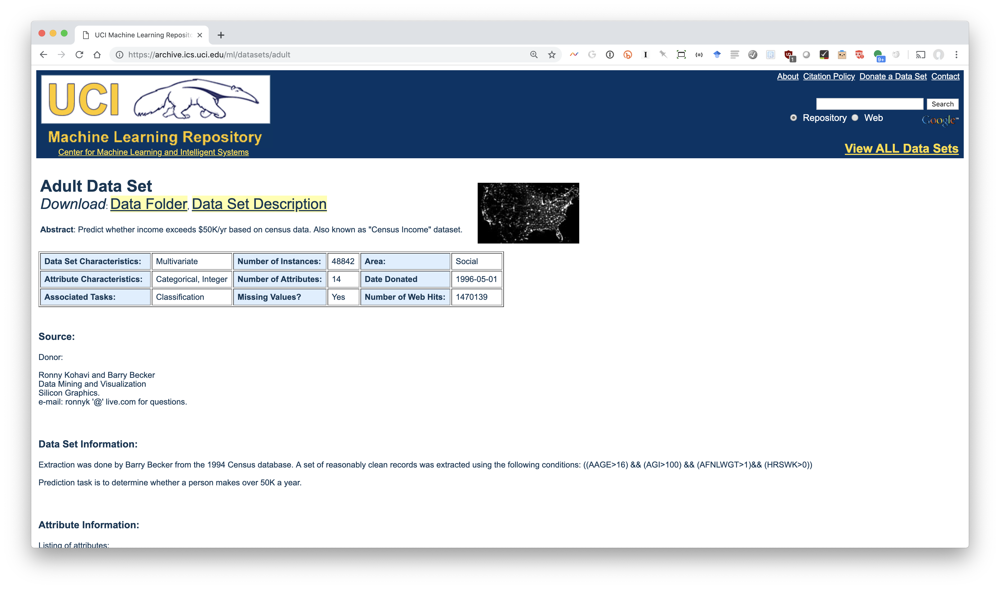 UCI Machine Learning Reposito
https://archive.ics.uci.edu/ml/datasets/adult
1
9+
About Citation Policy Donate a Data Set Contact
UCI
Search
Repository Web Google™
Machine Learning Repository
Center for Machine Learning and Intelligent Systems
View ALL Data Sets
Adult Data Set
Download: Data Folder, Data Set Description
Abstract: Predict whether income exceeds $50K/yr based on census data. Also known as "Census Income" dataset.
Data Set Characteristics: Multivariate Number of Instances: 48842 Area: Social
Attribute Characteristics: Categorical, Integer Number of Attributes: 14 Date Donated 1996-05-01
Associated Tasks: Classification Missing Values? Yes Number of Web Hits: 1470139
Source:
Donor:
Ronny Kohavi and Barry Becker
Data Mining and Visualization
Silicon Graphics.
e-mail: ronnyk '@' live.com for questions.
Data Set Information:
Extraction was done by Barry Becker from the 1994 Census database. A set of reasonably clean records was extracted using the following conditions: ((AAGE>16) && (AGI>100) && (AFNLWGT>1)&& (HRSWK>0))
Prediction task is to determine whether a person makes over 50K a year.
Attribute Information:
Listing of attributes: